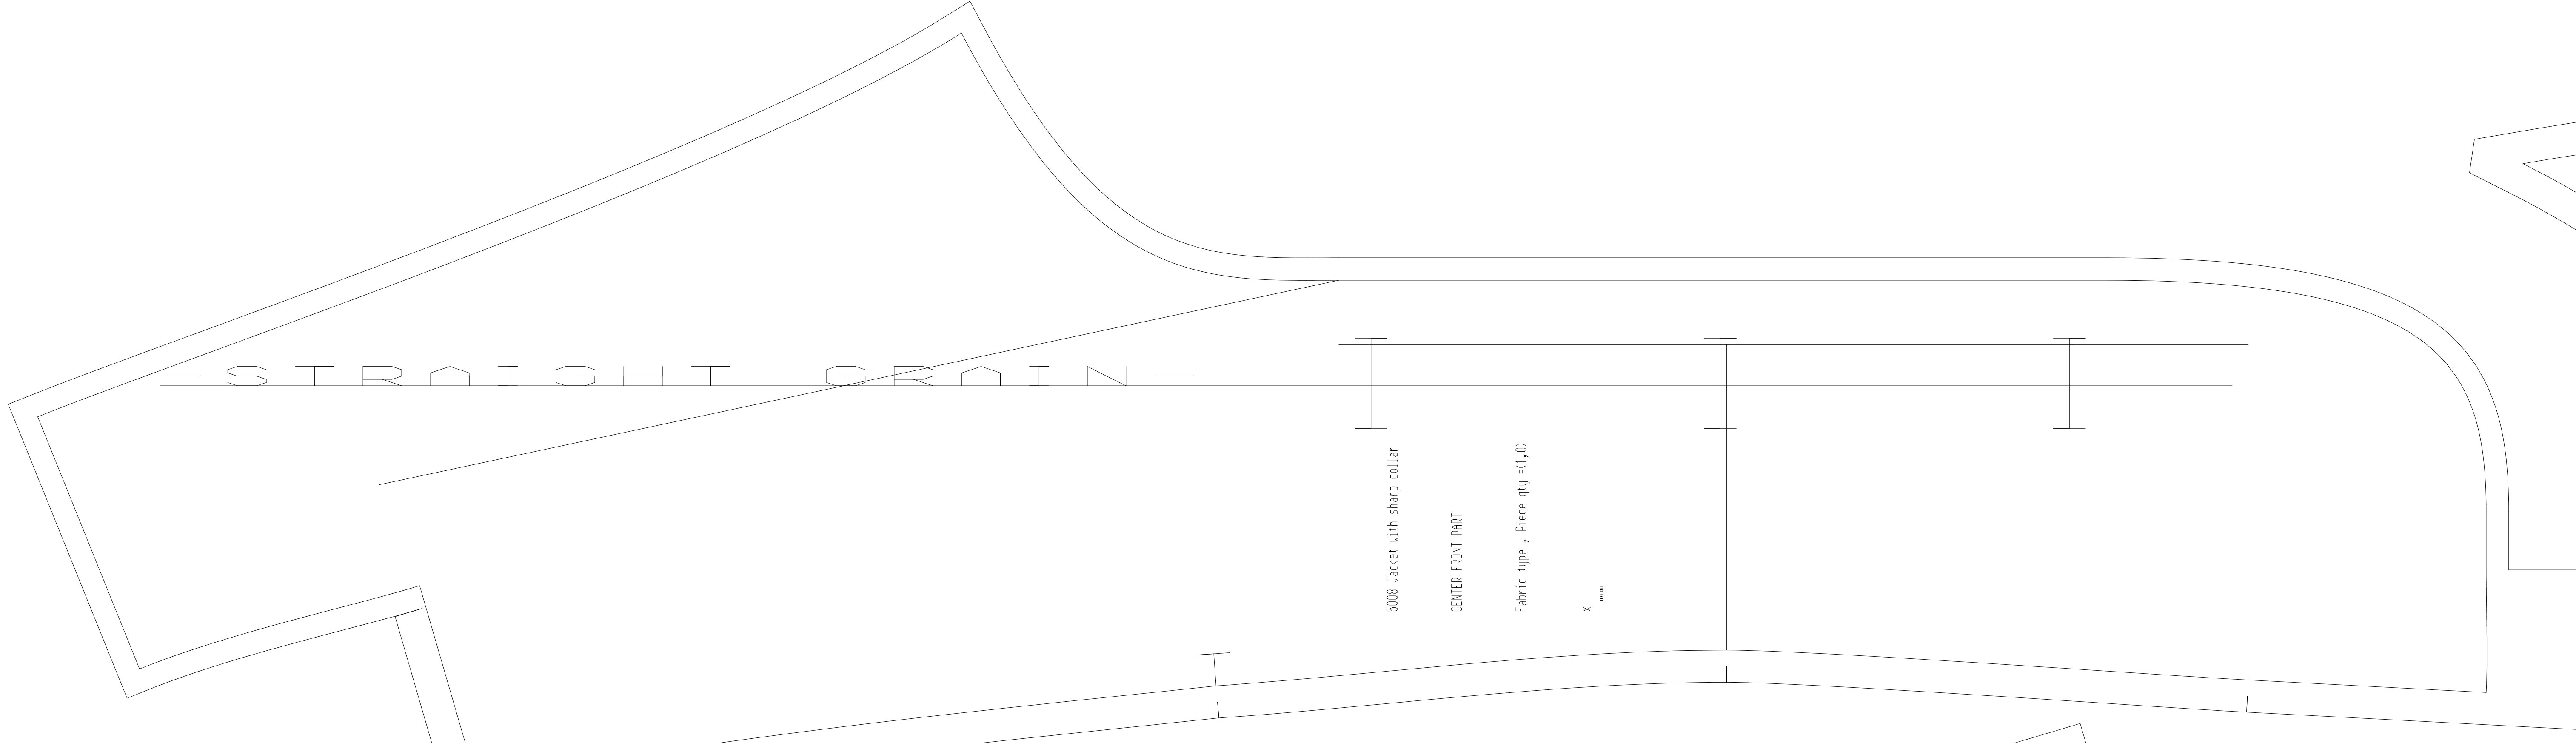 - STRAIGHT GRAIN -
5008 Jacket with sharp collar
CENTER_FRONT_PART
Fabric type , Piece qty =(1,0)
X